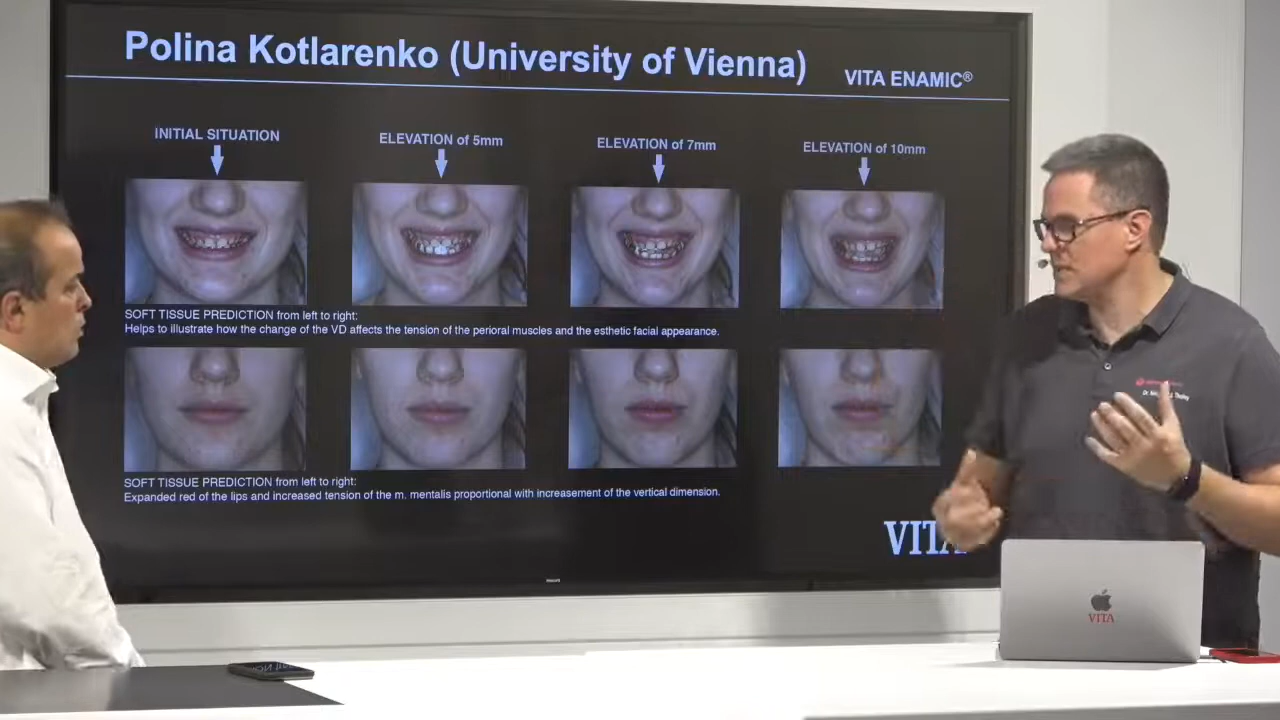 Polina Kotlarenko (University of Vienna)
VITA ENAMIC®
INITIAL SITUATION
ELEVATION of 5mm
ELEVATION of 7mm
ELEVATION of 10mm
SOFT TISSUE PREDICTION from left to right:
Helps to illustrate how the change of the VD affects the tension of the perioral muscles and the esthetic facial appearance.
SOFT TISSUE PREDICTION from left to right:
Expanded red of the lips and increased tension of the m. mentalis proportional with increasement of the vertical dimension.
VITA
Dr.
VITA